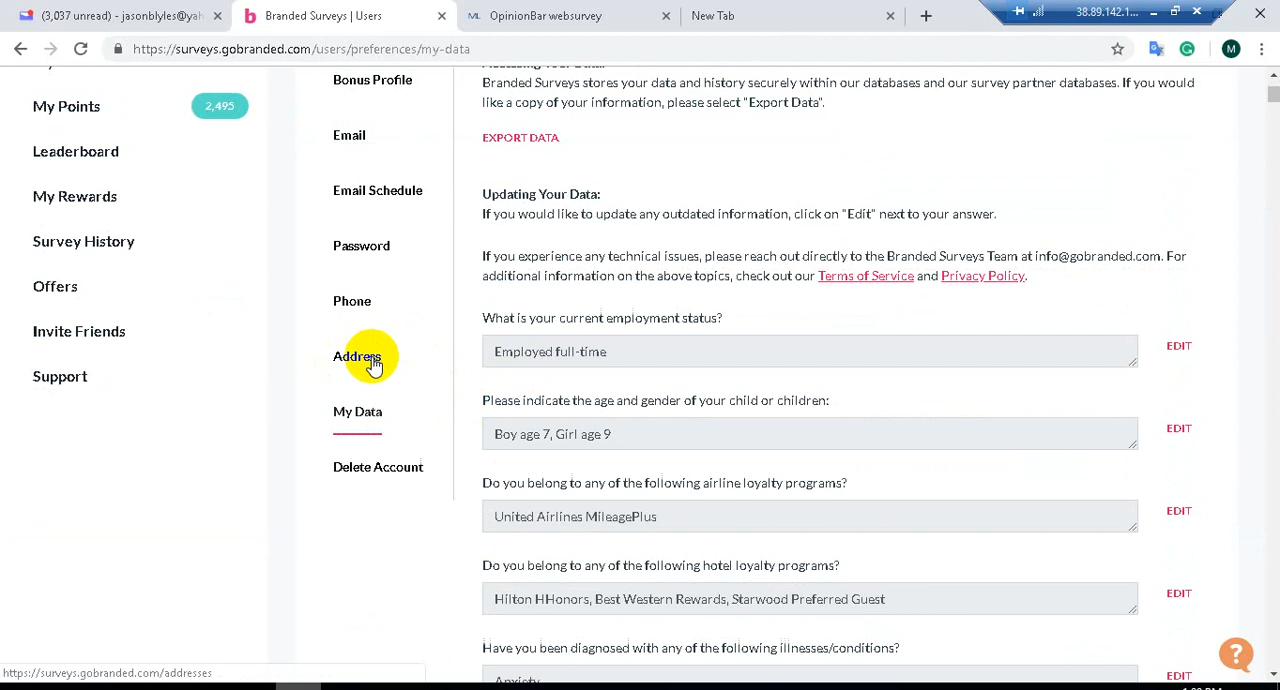 (3,037 unread) - jasonblyles@yah
Branded Surveys | Users
ML OpinionBar websurvey
New Tab
38.89.142.1...
https://surveys.gobranded.com/users/preferences/my-data
M
My Points 2,495
Leaderboard
My Rewards
Survey History
Offers
Invite Friends
Support
Bonus Profile
Email
Email Schedule
Password
Phone
Address
My Data
Delete Account
Accessing Your Data:
Branded Surveys stores your data and history securely within our databases and our survey partner databases. If you would
like a copy of your information, please select "Export Data".
EXPORT DATA
Updating Your Data:
If you would like to update any outdated information, click on "Edit" next to your answer.
If you experience any technical issues, please reach out directly to the Branded Surveys Team at info@gobranded.com. For
additional information on the above topics, check out our Terms of Service and Privacy Policy.
What is your current employment status?
Employed full-time EDIT
Please indicate the age and gender of your child or children:
Boy age 7, Girl age 9 EDIT
Do you belong to any of the following airline loyalty programs?
United Airlines MileagePlus EDIT
Do you belong to any of the following hotel loyalty programs?
Hilton HHonors, Best Western Rewards, Starwood Preferred Guest EDIT
Have you been diagnosed with any of the following illnesses/conditions?
Anxiety EDIT
?
https://surveys.gobranded.com/addresses